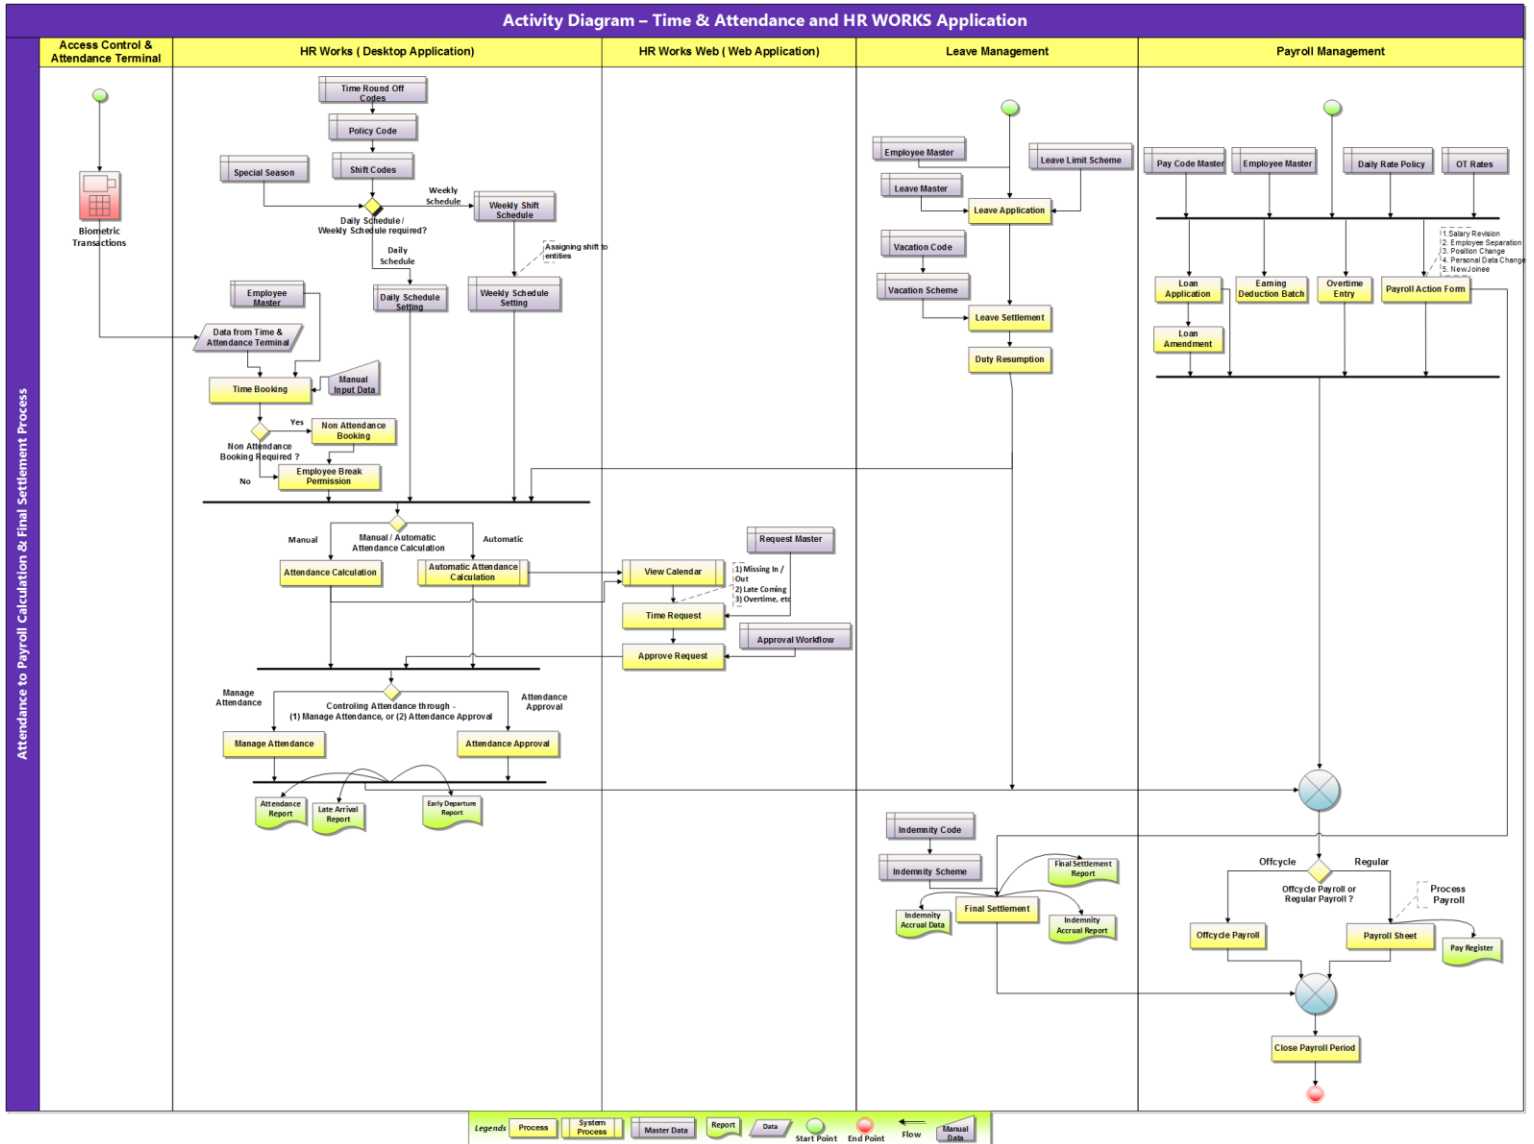 Activity Diagram – Time & Attendance and HR WORKS Application
Attendance to Payroll Calculation & Final Settlement Process
Access Control &
Attendance Terminal
HR Works ( Desktop Application)
HR Works Web ( Web Application)
Leave Management
Payroll Management
Biometric
Transactions
Time Round Off
Codes
Policy Code
Shift Codes
Special Season
Weekly
Schedule
Weekly Shift
Schedule
Daily Schedule /
Weekly Schedule required?
Daily
Schedule
Assigning shift to
entities
Employee
Master
Daily Schedule
Setting
Weekly Schedule
Setting
Data from Time &
Attendance Terminal
Time Booking
Manual
Input Data
Yes
Non Attendance
Booking
Non Attendance
Booking Required ?
No
Employee Break
Permission
Manual
Manual / Automatic
Attendance Calculation
Automatic
Attendance Calculation
Automatic Attendance
Calculation
Manage
Attendance
Controling Attendance through -
(1) Manage Attendance, or (2) Attendance Approval
Attendance
Approval
Manage Attendance
Attendance Approval
Attendance
Report
Late Arrival
Report
Early Departure
Report
Request Master
View Calendar
1) Missing In /
Out
2) Late Coming
3) Overtime, etc
Time Request
Approval Workflow
Approve Request
Employee Master
Leave Limit Scheme
Leave Master
Leave Application
Vacation Code
Vacation Scheme
Leave Settlement
Duty Resumption
Indemnity Code
Indemnity Scheme
Final Settlement
Report
Final Settlement
Indemnity
Accrual Data
Indemnity
Accrual Report
Pay Code Master
Employee Master
Daily Rate Policy
OT Rates
1.Salary Revision
2. Employee Separation
3. Position Change
4. Personal Data Change
5. NewJoinee
Loan
Application
Earning
Deduction Batch
Overtime
Entry
Payroll Action Form
Loan
Amendment
Offcycle
Regular
Offcycle Payroll or
Regular Payroll ?
Process
Payroll
Offcycle Payroll
Payroll Sheet
Pay Register
Close Payroll Period
Legends
Process
System
Process
Master Data
Report
Data
Start Point
End Point
Flow
Manual
Data